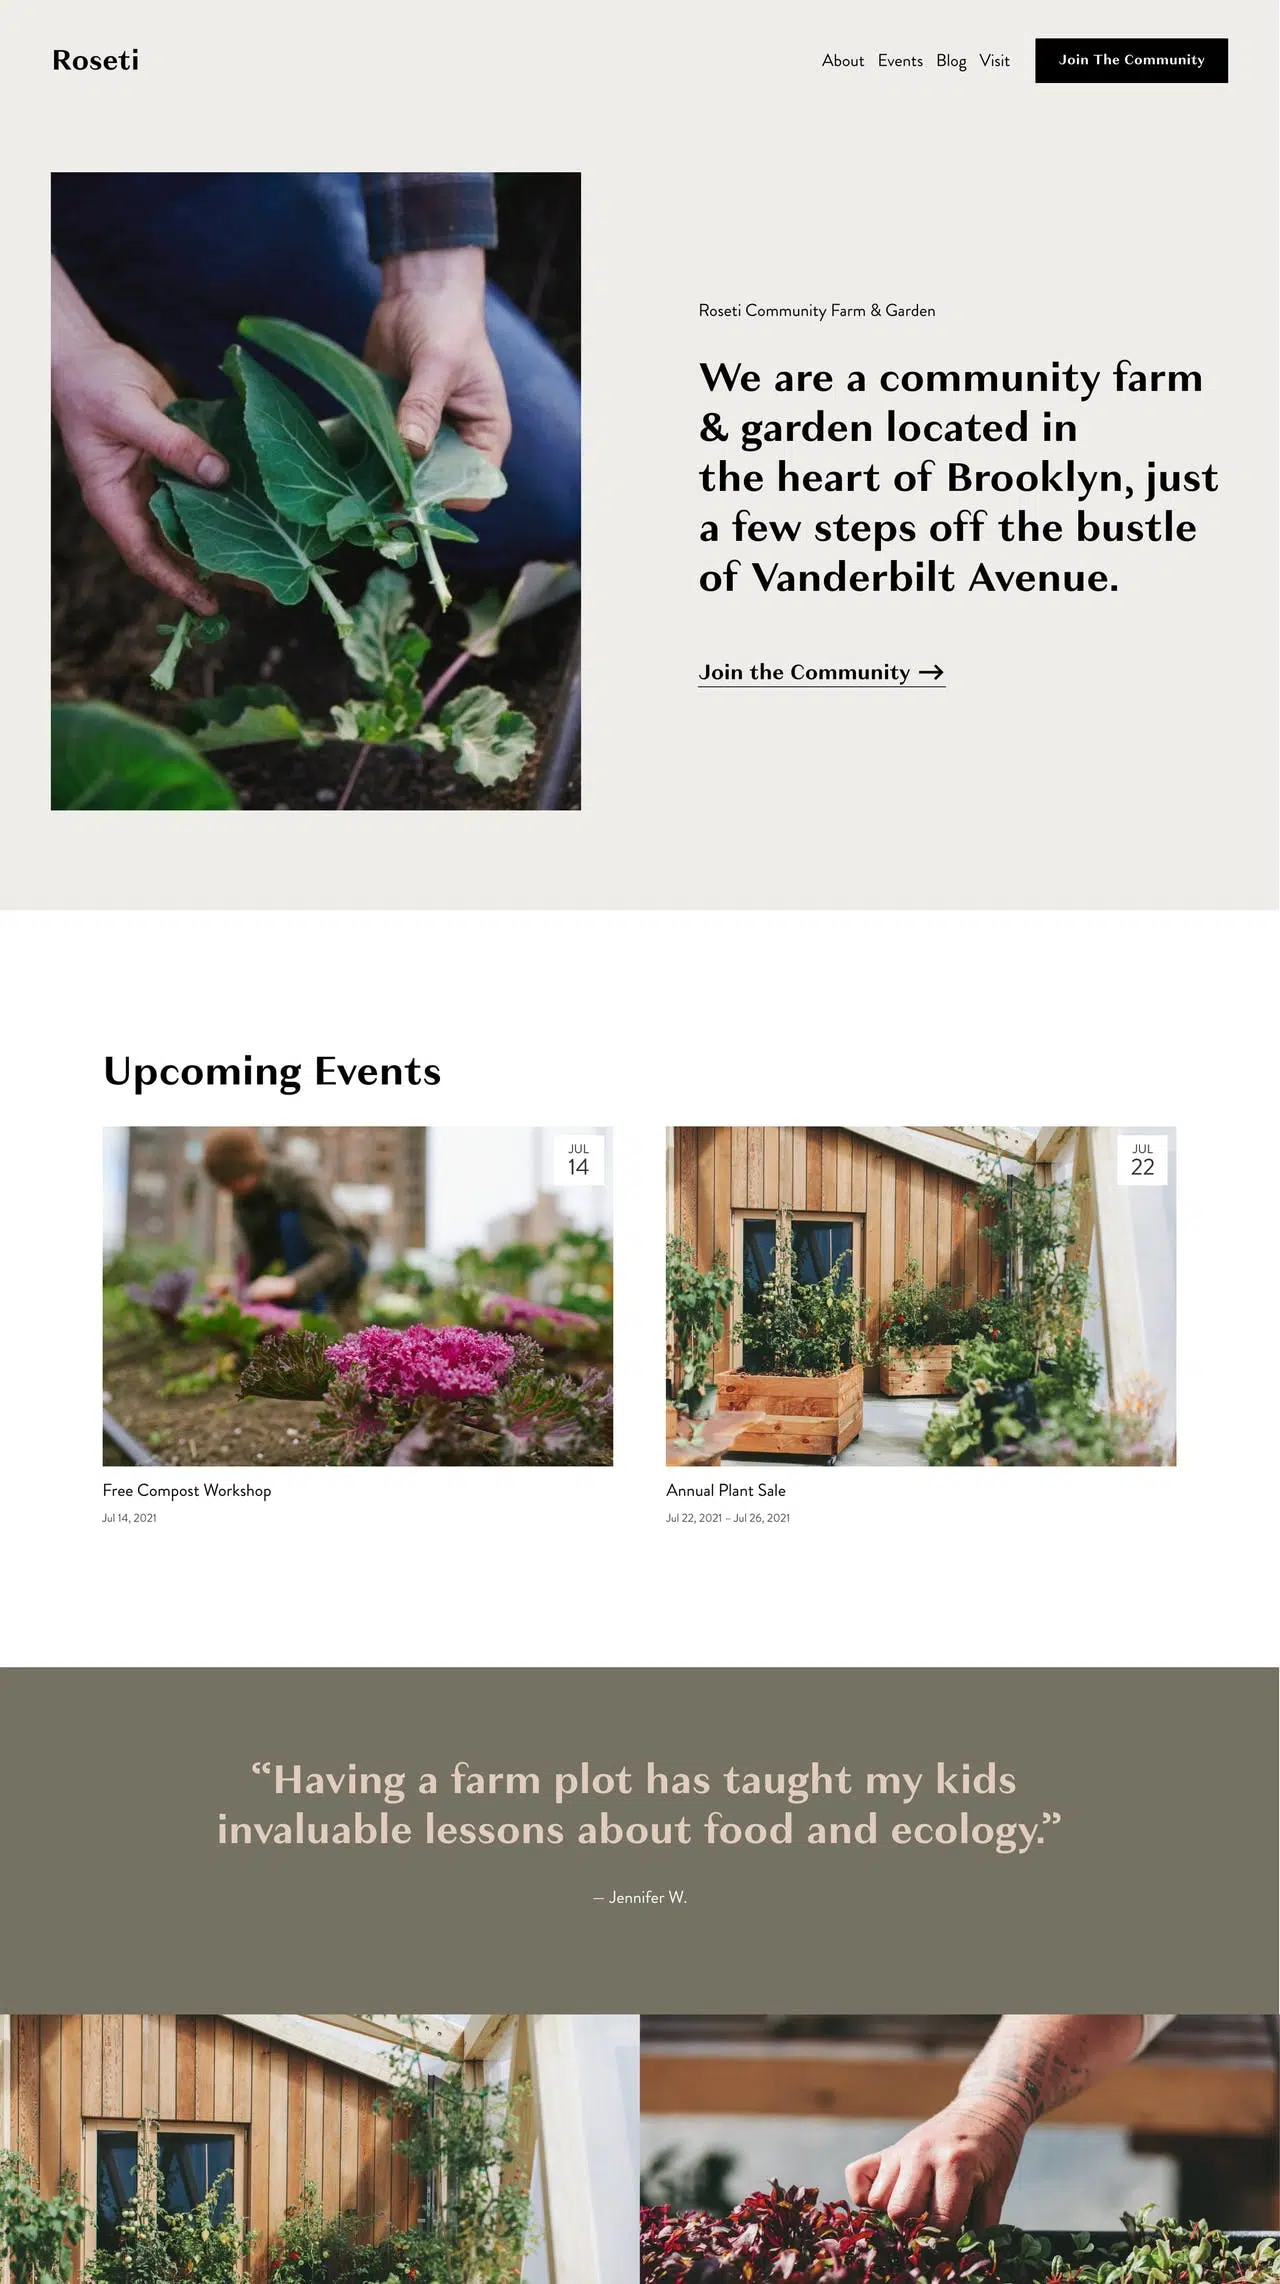 Roseti
About Events Blog Visit Join The Community
Roseti Community Farm & Garden
We are a community farm
& garden located in
the heart of Brooklyn, just
a few steps off the bustle
of Vanderbilt Avenue.
Join the Community →
Upcoming Events
JUL
14
JUL
22
Free Compost Workshop
Jul 14, 2021
Annual Plant Sale
Jul 22, 2021 – Jul 26, 2021
“Having a farm plot has taught my kids
invaluable lessons about food and ecology.”
— Jennifer W.